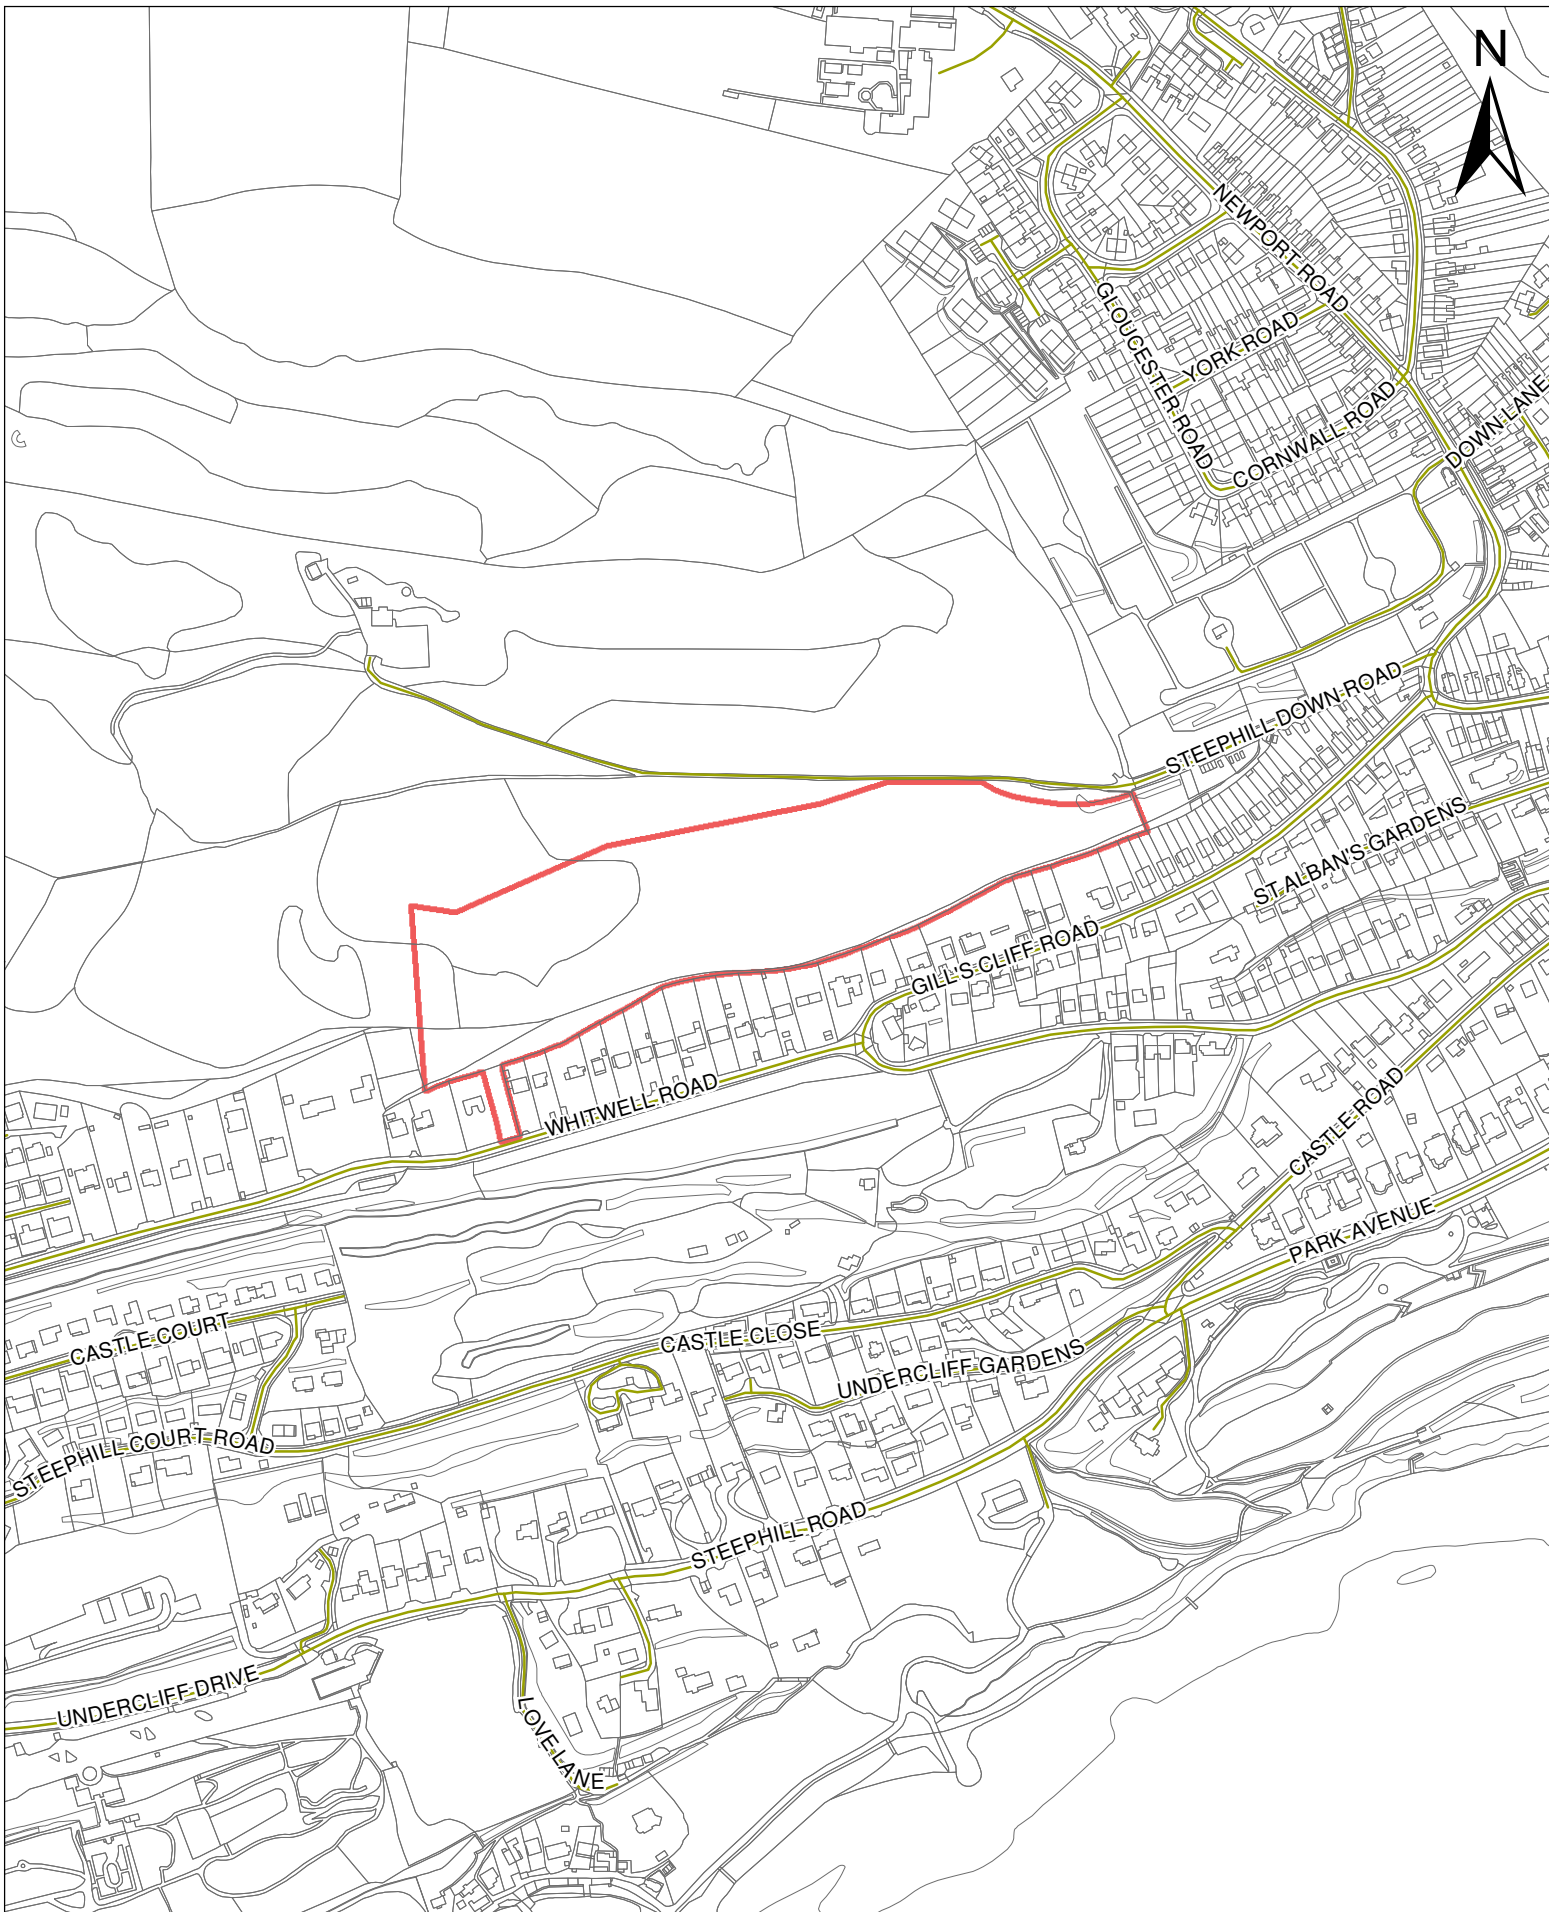 N
NEWPORT ROAD
GLOUCESTER ROAD
YORK ROAD
CORNWALL ROAD
DOWN LANE
STEEPHILL DOWN ROAD
ST ALBAN'S GARDENS
GILL'S CLIFF ROAD
WHITWELL ROAD
CASTLE ROAD
PARK AVENUE
CASTLE COURT
CASTLE CLOSE
UNDERCLIFF GARDENS
STEEPHILL COURT ROAD
STEEPHILL ROAD
UNDERCLIFF DRIVE
LOVE LANE